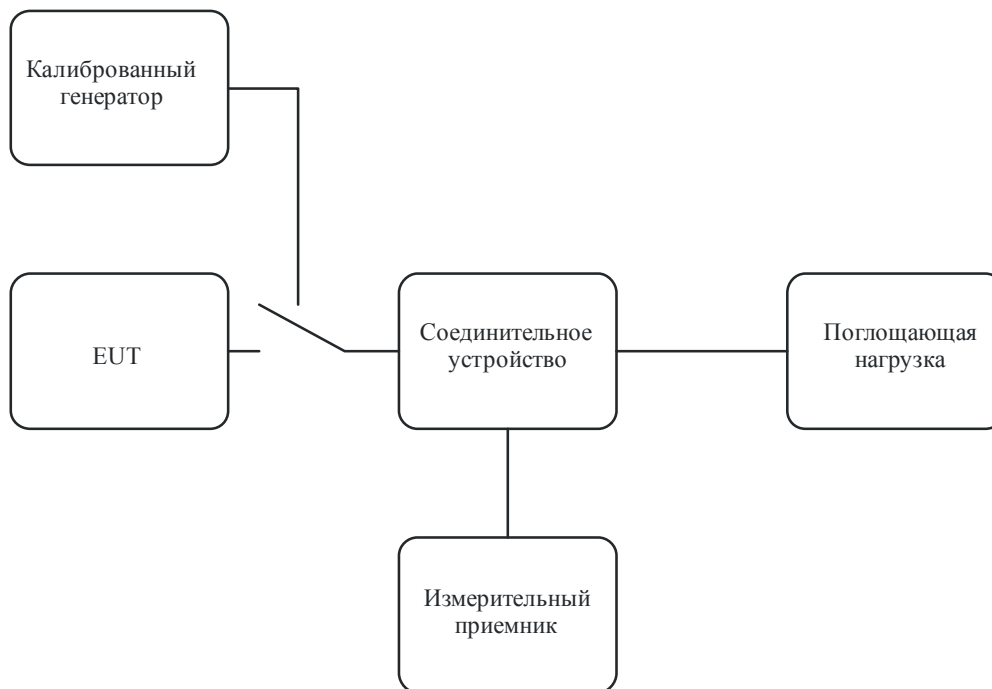 Калиброванный
генератор
EUT
Соединительное
устройство
Поглощающая
нагрузка
Измерительный
приемник